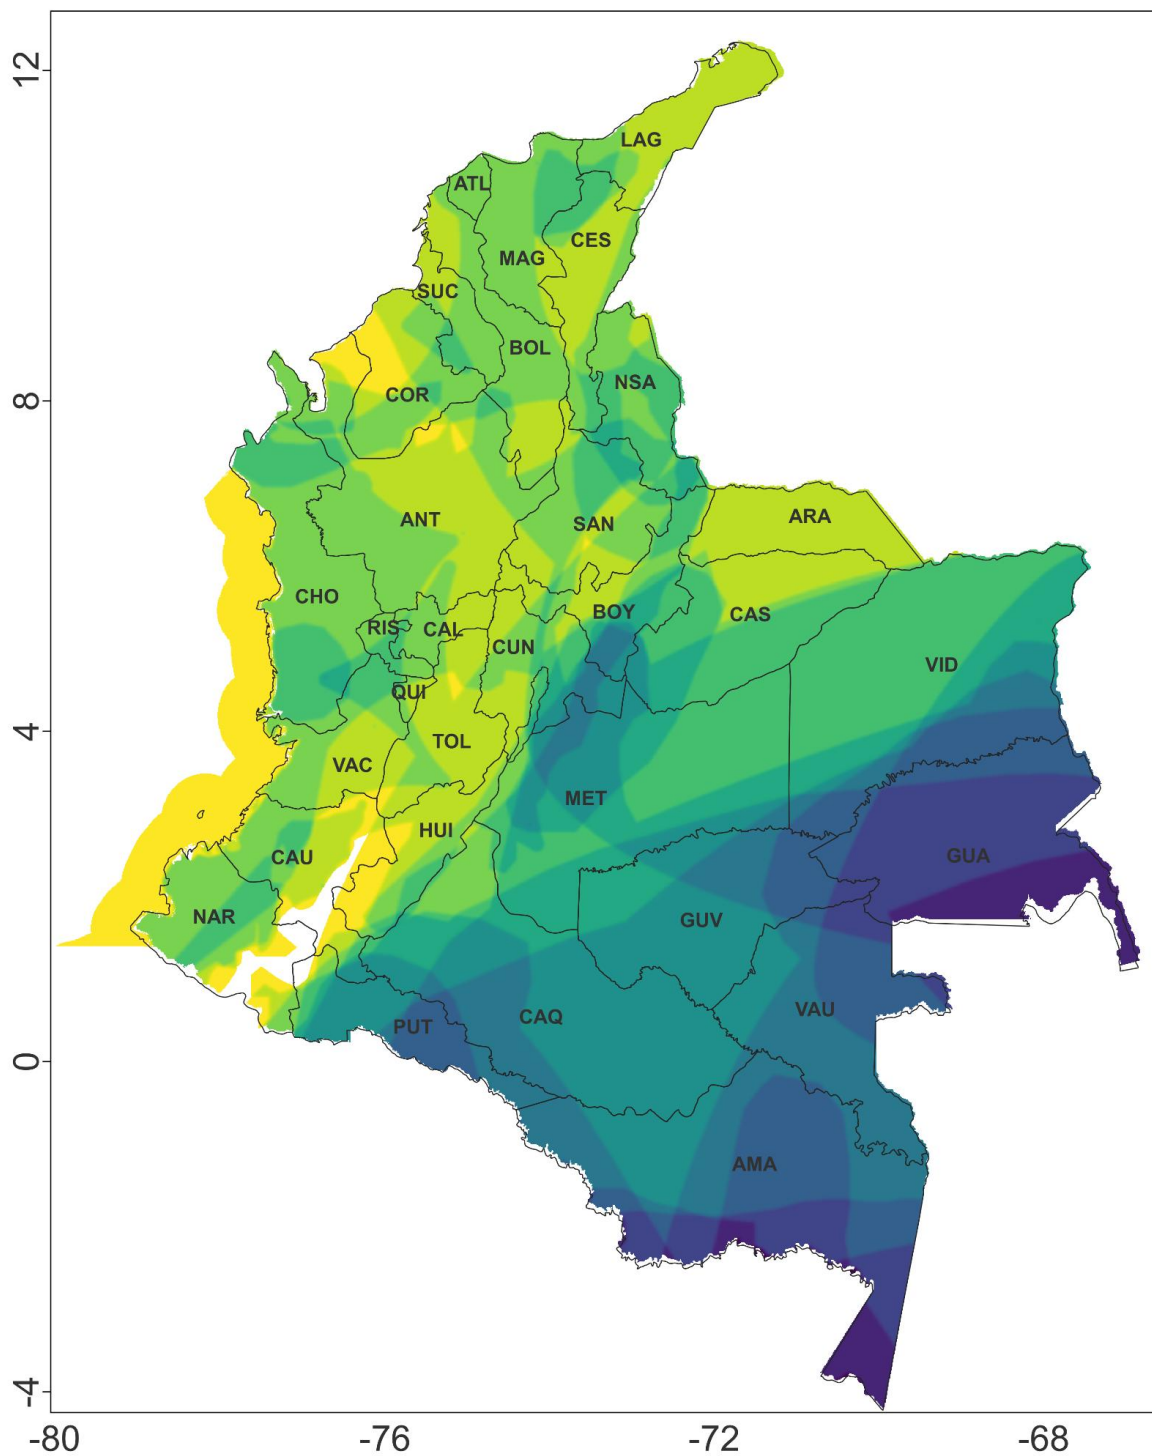 12
LAG
ATL
CES
MAG
SUC
BOL
NSA
COR
8
ANT
SAN
ARA
CHO
BOY
CAS
RIS
CAL
CUN
VID
QUI
4
TOL
VAC
MET
HUI
CAU
GUA
NAR
GUV
VAU
CAQ
PUT
0
AMA
-4
-80
-76
-72
-68